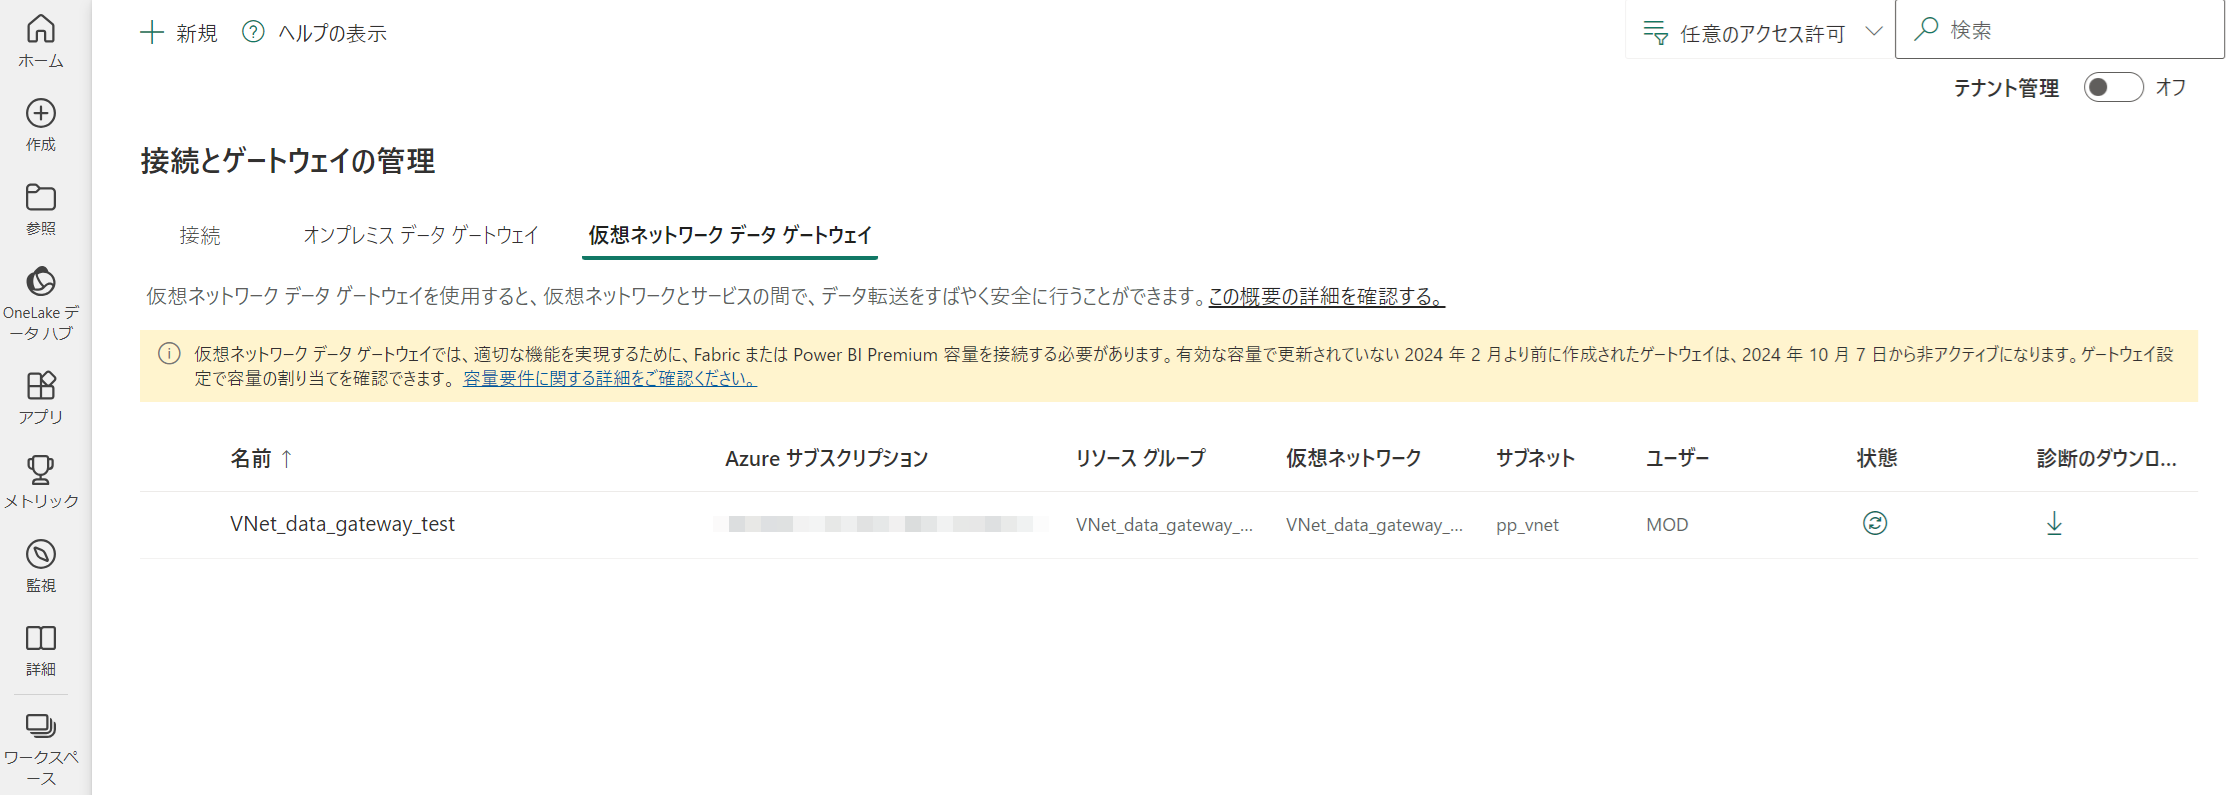 ホーム
作成
参照
OneLake デ
ータ ハブ
アプリ
メトリック
監視
詳細
ワークスペ
ース
新規
ヘルプの表示
任意のアクセス許可
検索
テナント管理
オフ
接続とゲートウェイの管理
接続
オンプレミス データ ゲートウェイ
仮想ネットワーク データ ゲートウェイ
仮想ネットワーク データ ゲートウェイを使用すると、仮想ネットワークとサービスの間で、データ転送をすばやく安全に行うことができます。この概要の詳細を確認する。
仮想ネットワーク データ ゲートウェイでは、適切な機能を実現するために、Fabric または Power BI Premium 容量を接続する必要があります。有効な容量で更新されていない 2024 年 2 月より前に作成されたゲートウェイは、2024 年 10 月 7 日から非アクティブになります。ゲートウェイ設
定で容量の割り当てを確認できます。 容量要件に関する詳細をご確認ください。
名前 ↑ Azure サブスクリプション リソース グループ 仮想ネットワーク サブネット ユーザー 状態 診断のダウンロ...
VNet_data_gateway_test VNet_data_gateway_... VNet_data_gateway_... pp_vnet MOD